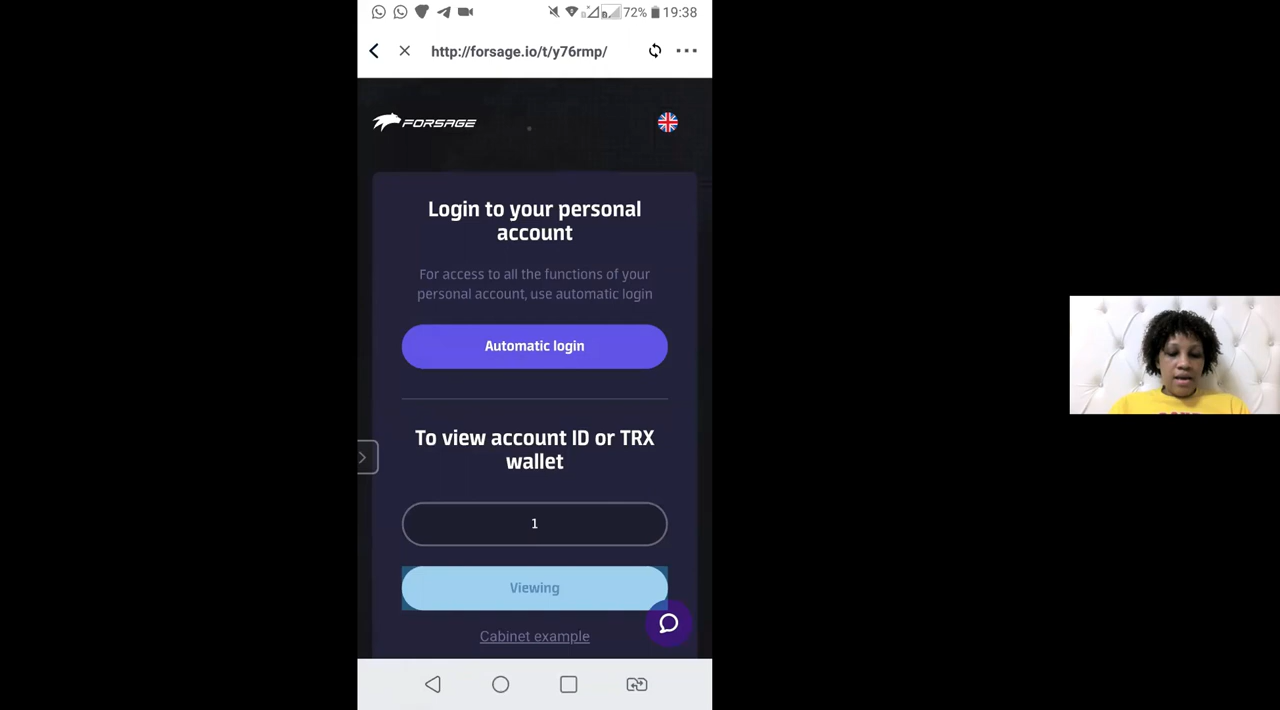 72% 19:38
http://forsage.io/t/y76rmp/
FORSAGE
Login to your personal
account
For access to all the functions of your
personal account, use automatic login
Automatic login
To view account ID or TRX
wallet
1
Viewing
Cabinet example